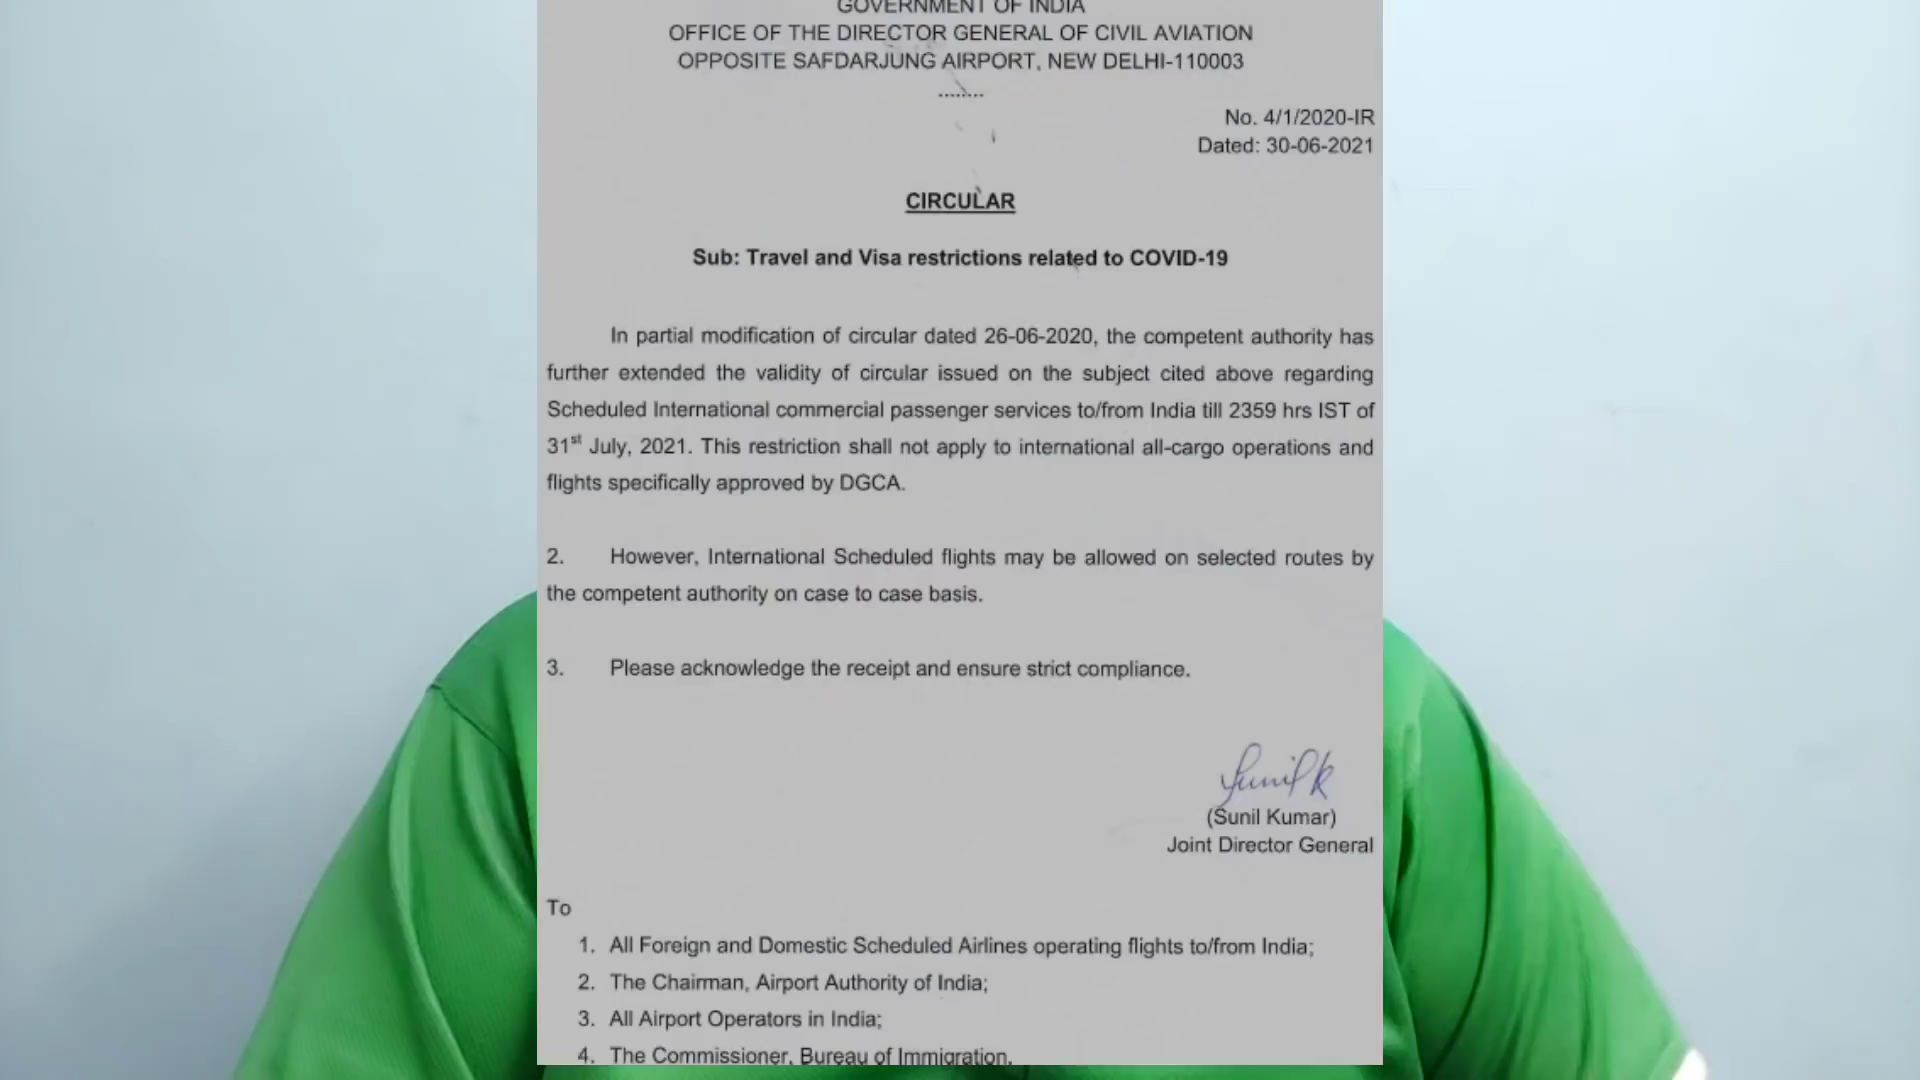 GOVERNMENT OF INDIA
OFFICE OF THE DIRECTOR GENERAL OF CIVIL AVIATION
OPPOSITE SAFDARJUNG AIRPORT, NEW DELHI-110003
........
No. 4/1/2020-IR
Dated: 30-06-2021
CIRCULAR
Sub: Travel and Visa restrictions related to COVID-19
In partial modification of circular dated 26-06-2020, the competent authority has
further extended the validity of circular issued on the subject cited above regarding
Scheduled International commercial passenger services to/from India till 2359 hrs IST of
31st July, 2021. This restriction shall not apply to international all-cargo operations and
flights specifically approved by DGCA.
2. However, International Scheduled flights may be allowed on selected routes by
the competent authority on case to case basis.
3. Please acknowledge the receipt and ensure strict compliance.
Sunil K
(Sunil Kumar)
Joint Director General
To
1. All Foreign and Domestic Scheduled Airlines operating flights to/from India;
2. The Chairman, Airport Authority of India;
3. All Airport Operators in India;
4. The Commissioner, Bureau of Immigration,